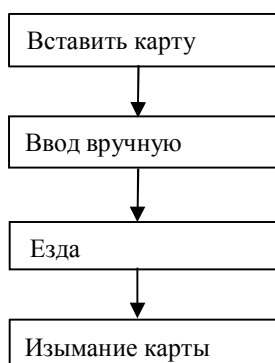 Вставить карту
Ввод вручную
Езда
Изымание карты